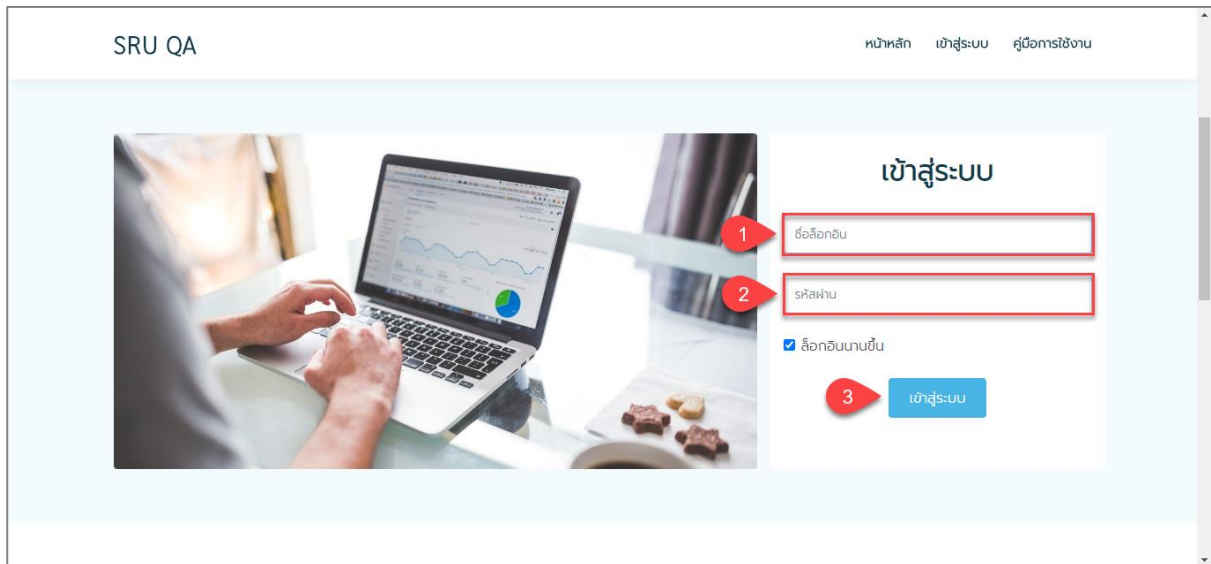 SRU QA
หน้าหลัก เข้าสู่ระบบ คู่มือการใช้งาน
เข้าสู่ระบบ
1 ชื่อล็อกอิน
2 รหัสผ่าน
ล็อกอินนานขึ้น
3 เข้าสู่ระบบ